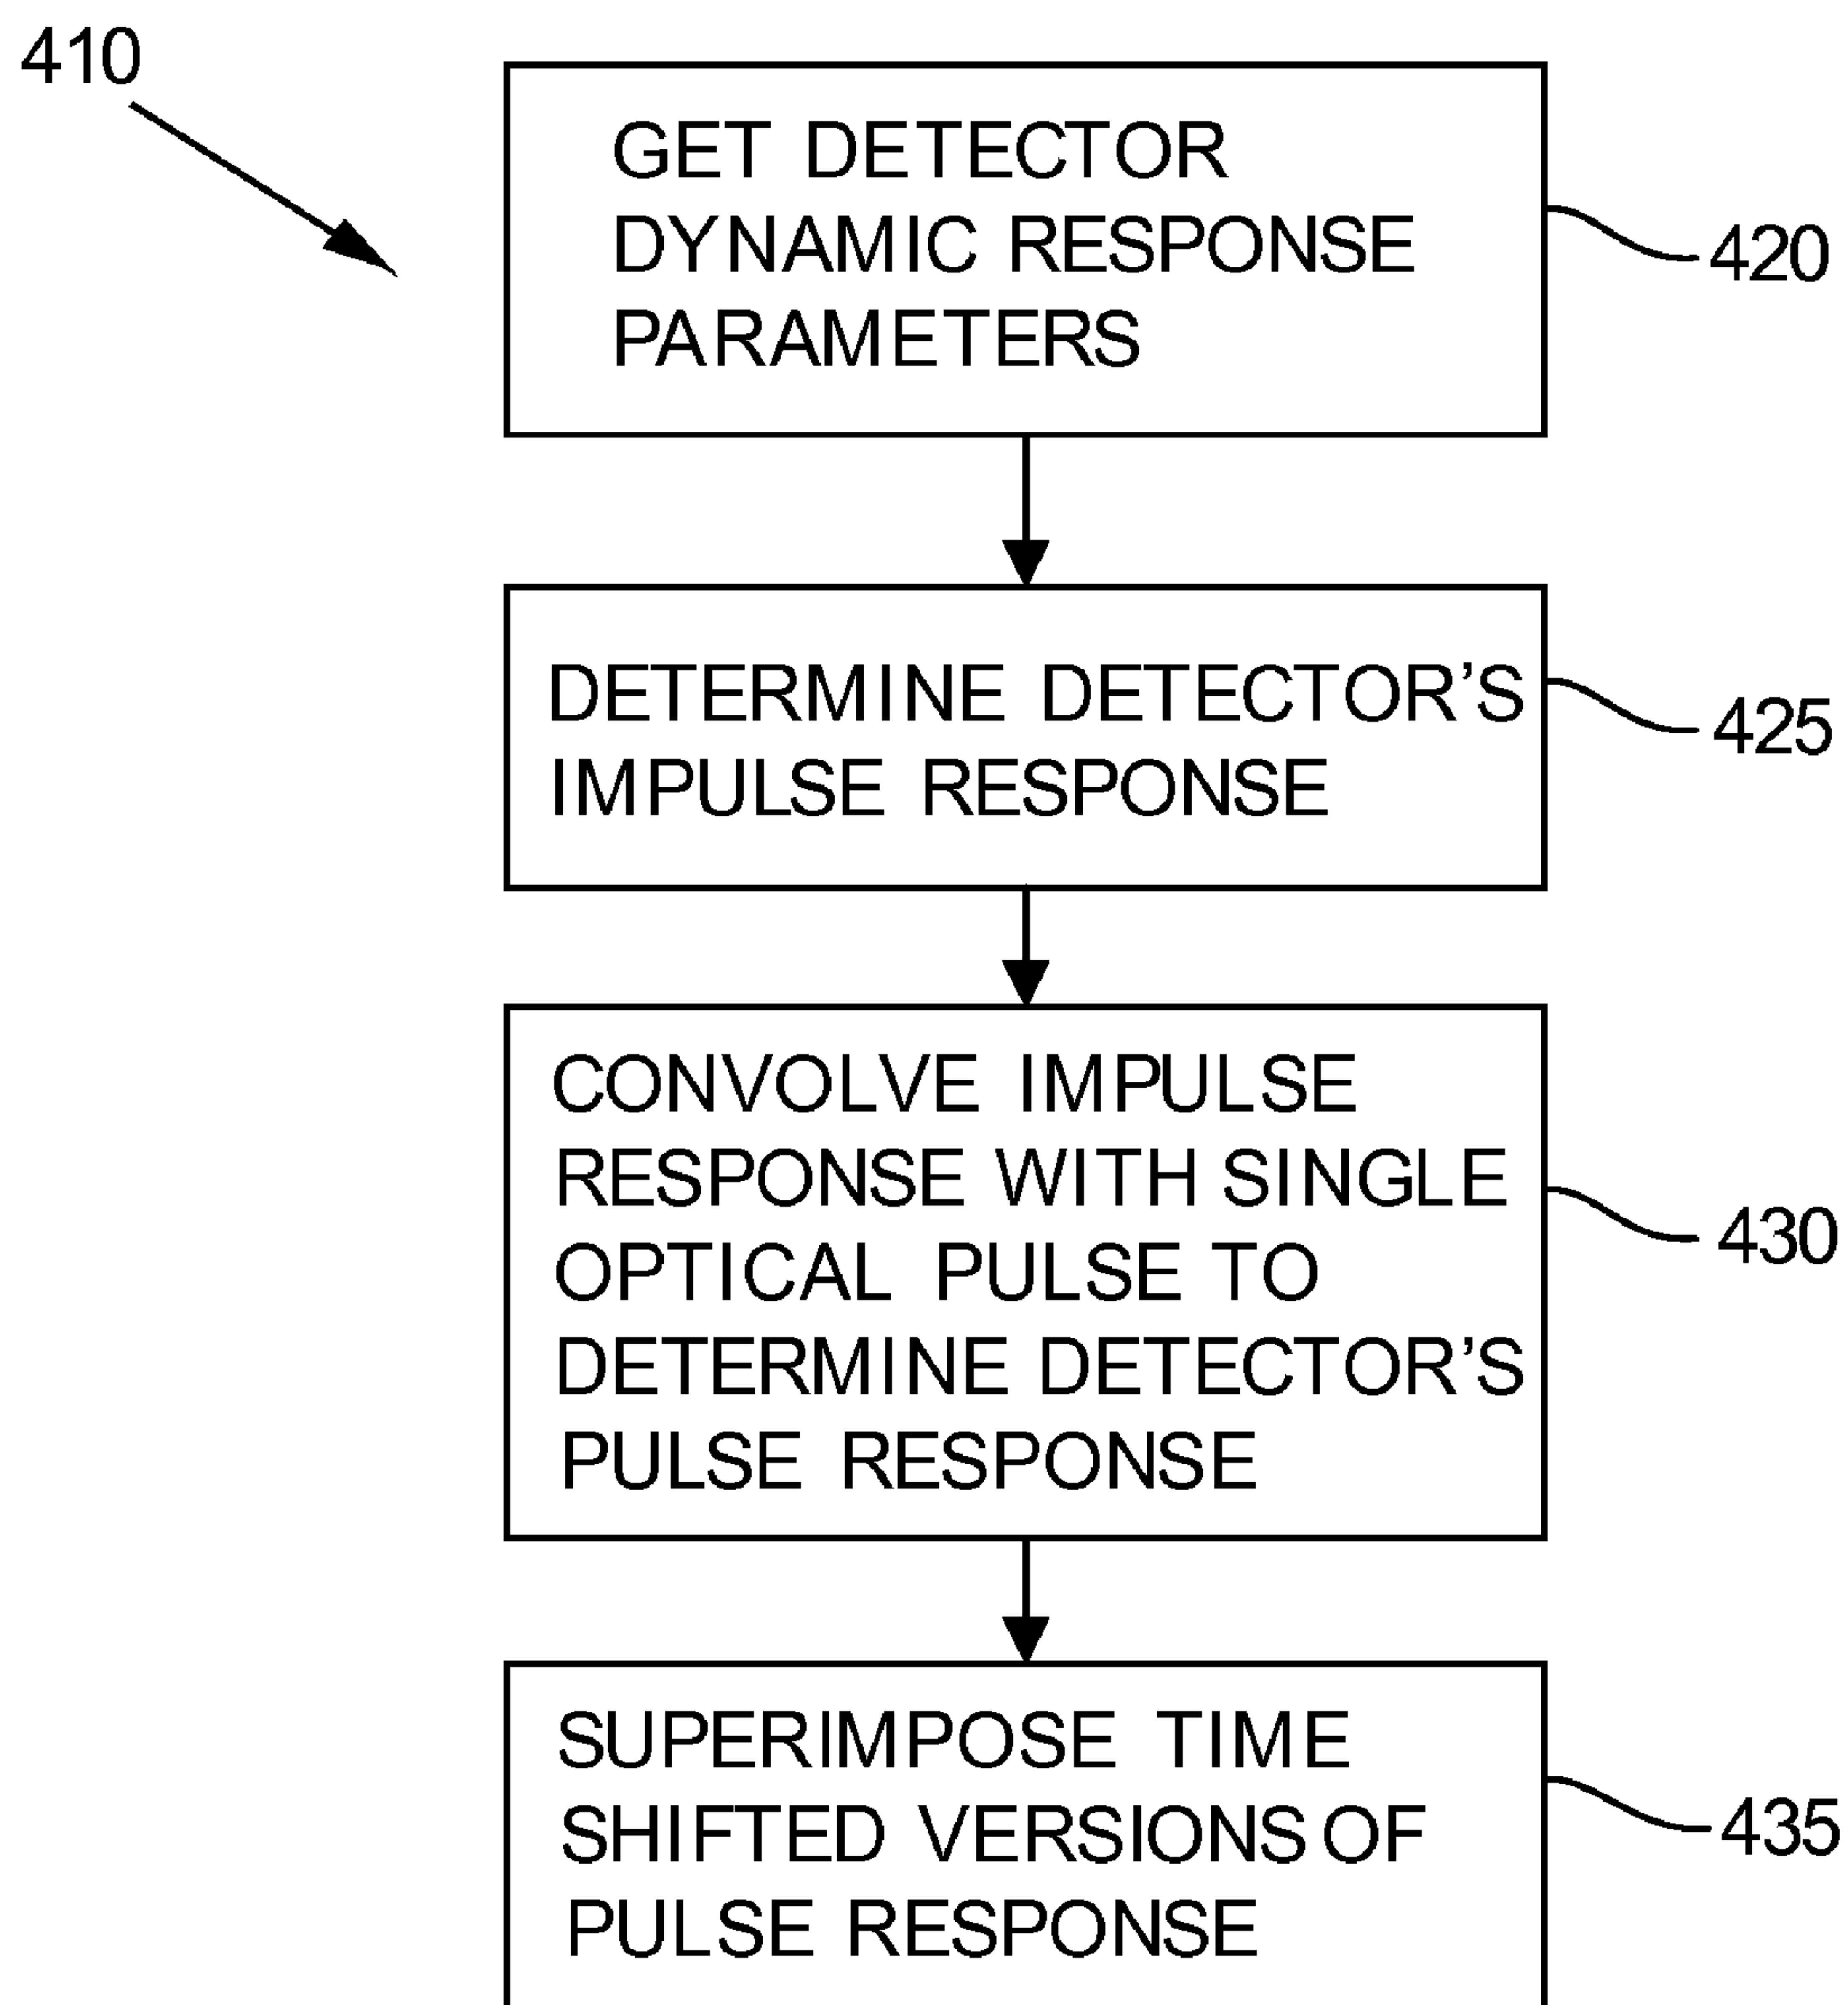 410
GET DETECTOR
DYNAMIC RESPONSE
PARAMETERS
420
DETERMINE DETECTOR’S
IMPULSE RESPONSE
425
CONVOLVE IMPULSE
RESPONSE WITH SINGLE
OPTICAL PULSE TO
DETERMINE DETECTOR’S
PULSE RESPONSE
430
SUPERIMPOSE TIME
SHIFTED VERSIONS OF
PULSE RESPONSE
435